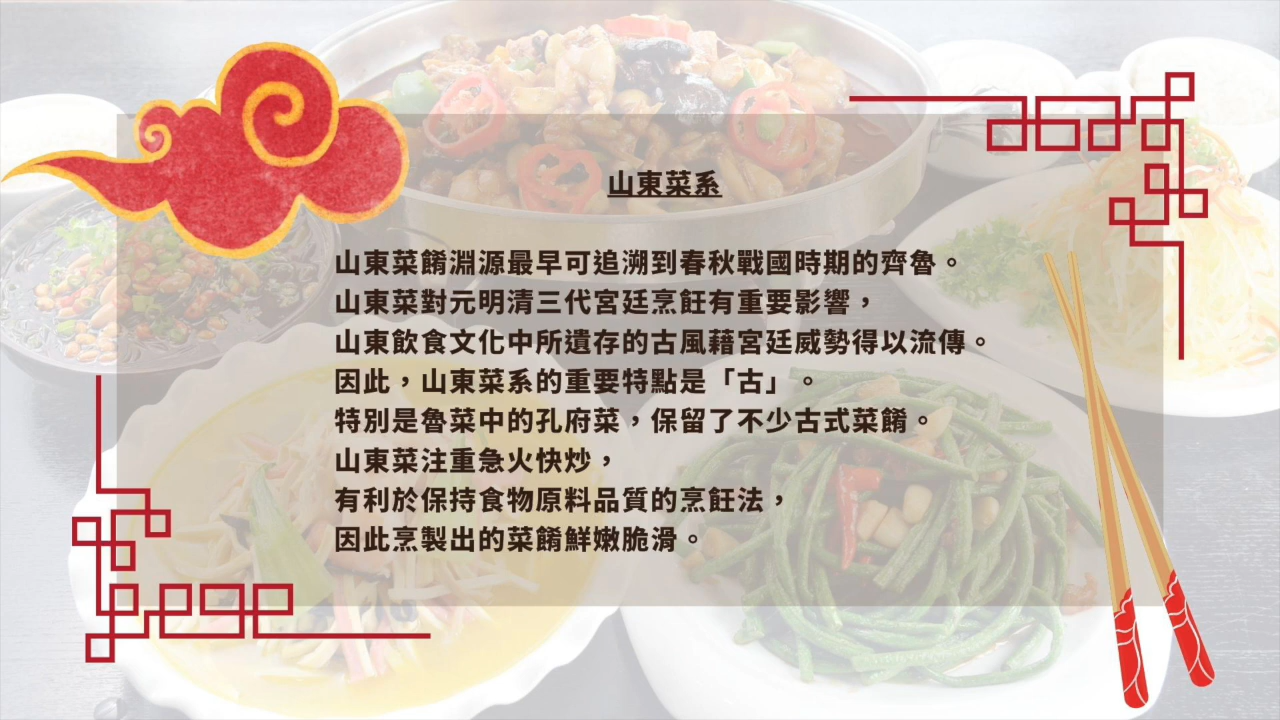 山東菜系
山東菜餚淵源最早可追溯到春秋戰國時期的齊魯。
山東菜對元明清三代宮廷烹飪有重要影響，
山東飲食文化中所遺存的古風藉宮廷威勢得以流傳。
因此，山東菜系的重要特點是「古」。
特別是魯菜中的孔府菜，保留了不少古式菜餚。
山東菜注重急火快炒，
有利於保持食物原料品質的烹飪法，
因此烹製出的菜餚鮮嫩脆滑。